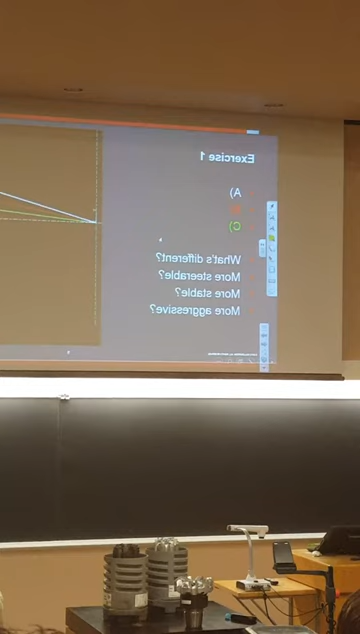 Exercise 1
A)
C)
What's different?
More steerable?
More stable?
More aggressive?